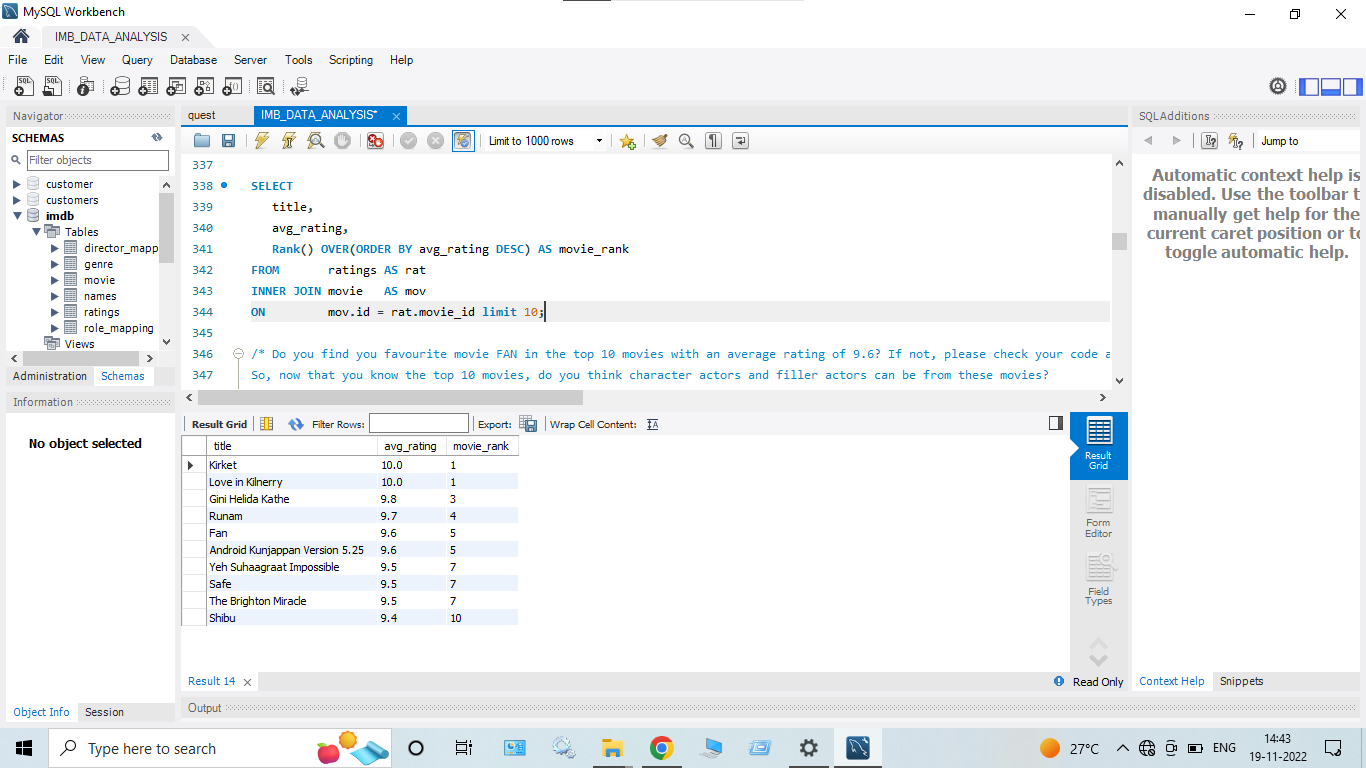 MySQL Workbench
IMB_DATA_ANALYSIS
File Edit View Query Database Server Tools Scripting Help
Navigator
SCHEMAS
Filter objects
customer
customers
imdb
Tables
director_mapp
genre
movie
names
ratings
role_mapping
Views
Administration Schemas
Information
No object selected
Object Info Session
quest IMB_DATA_ANALYSIS*
Limit to 1000 rows
337
338 SELECT
339 title,
340 avg_rating,
341 Rank() OVER(ORDER BY avg_rating DESC) AS movie_rank
342 FROM ratings AS rat
343 INNER JOIN movie AS mov
344 ON mov.id = rat.movie_id limit 10;
345
346 /* Do you find you favourite movie FAN in the top 10 movies with an average rating of 9.6? If not, please check your code a
347 So, now that you know the top 10 movies, do you think character actors and filler actors can be from these movies?
Result Grid Filter Rows: Export: Wrap Cell Content:
title avg_rating movie_rank
Kirket 10.0 1
Love in Kilnerry 10.0 1
Gini Helida Kathe 9.8 3
Runam 9.7 4
Fan 9.6 5
Android Kunjappan Version 5.25 9.6 5
Yeh Suhaagraat Impossible 9.5 7
Safe 9.5 7
The Brighton Miracle 9.5 7
Shibu 9.4 10
Result
Grid
Form
Editor
Field
Types
Result 14
Read Only
Output
SQLAdditions
Jump to
Automatic context help is
disabled. Use the toolbar t
manually get help for the
current caret position or to
toggle automatic help.
Context Help Snippets
Type here to search
27°C
ENG
14:43
19-11-2022